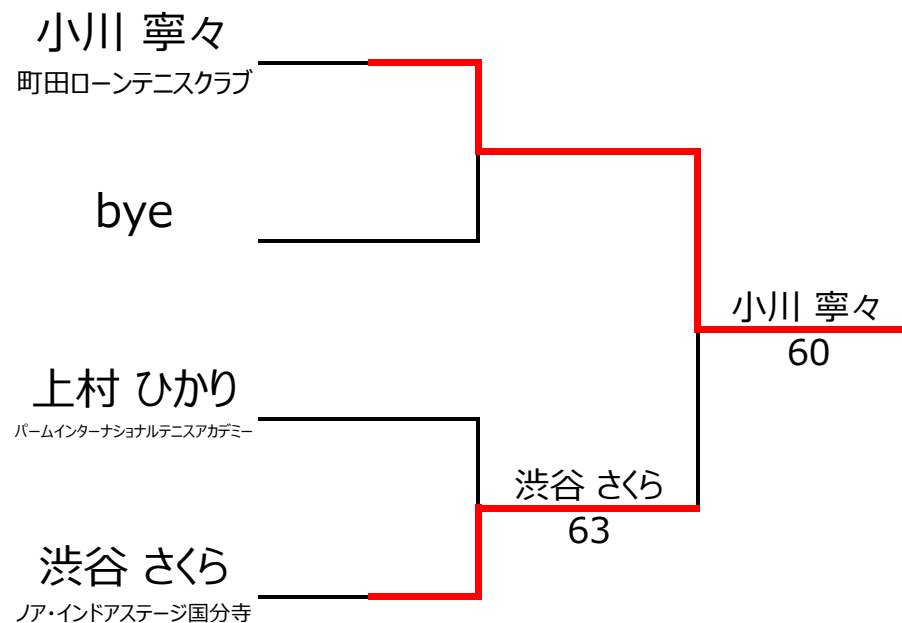 小川 寧々
町田ローンテニスクラブ
bye
小川 寧々
60
上村 ひかり
パームインターナショナルテニスアカデミー
渋谷 さくら
63
渋谷 さくら
ノア・インドアステージ国分寺